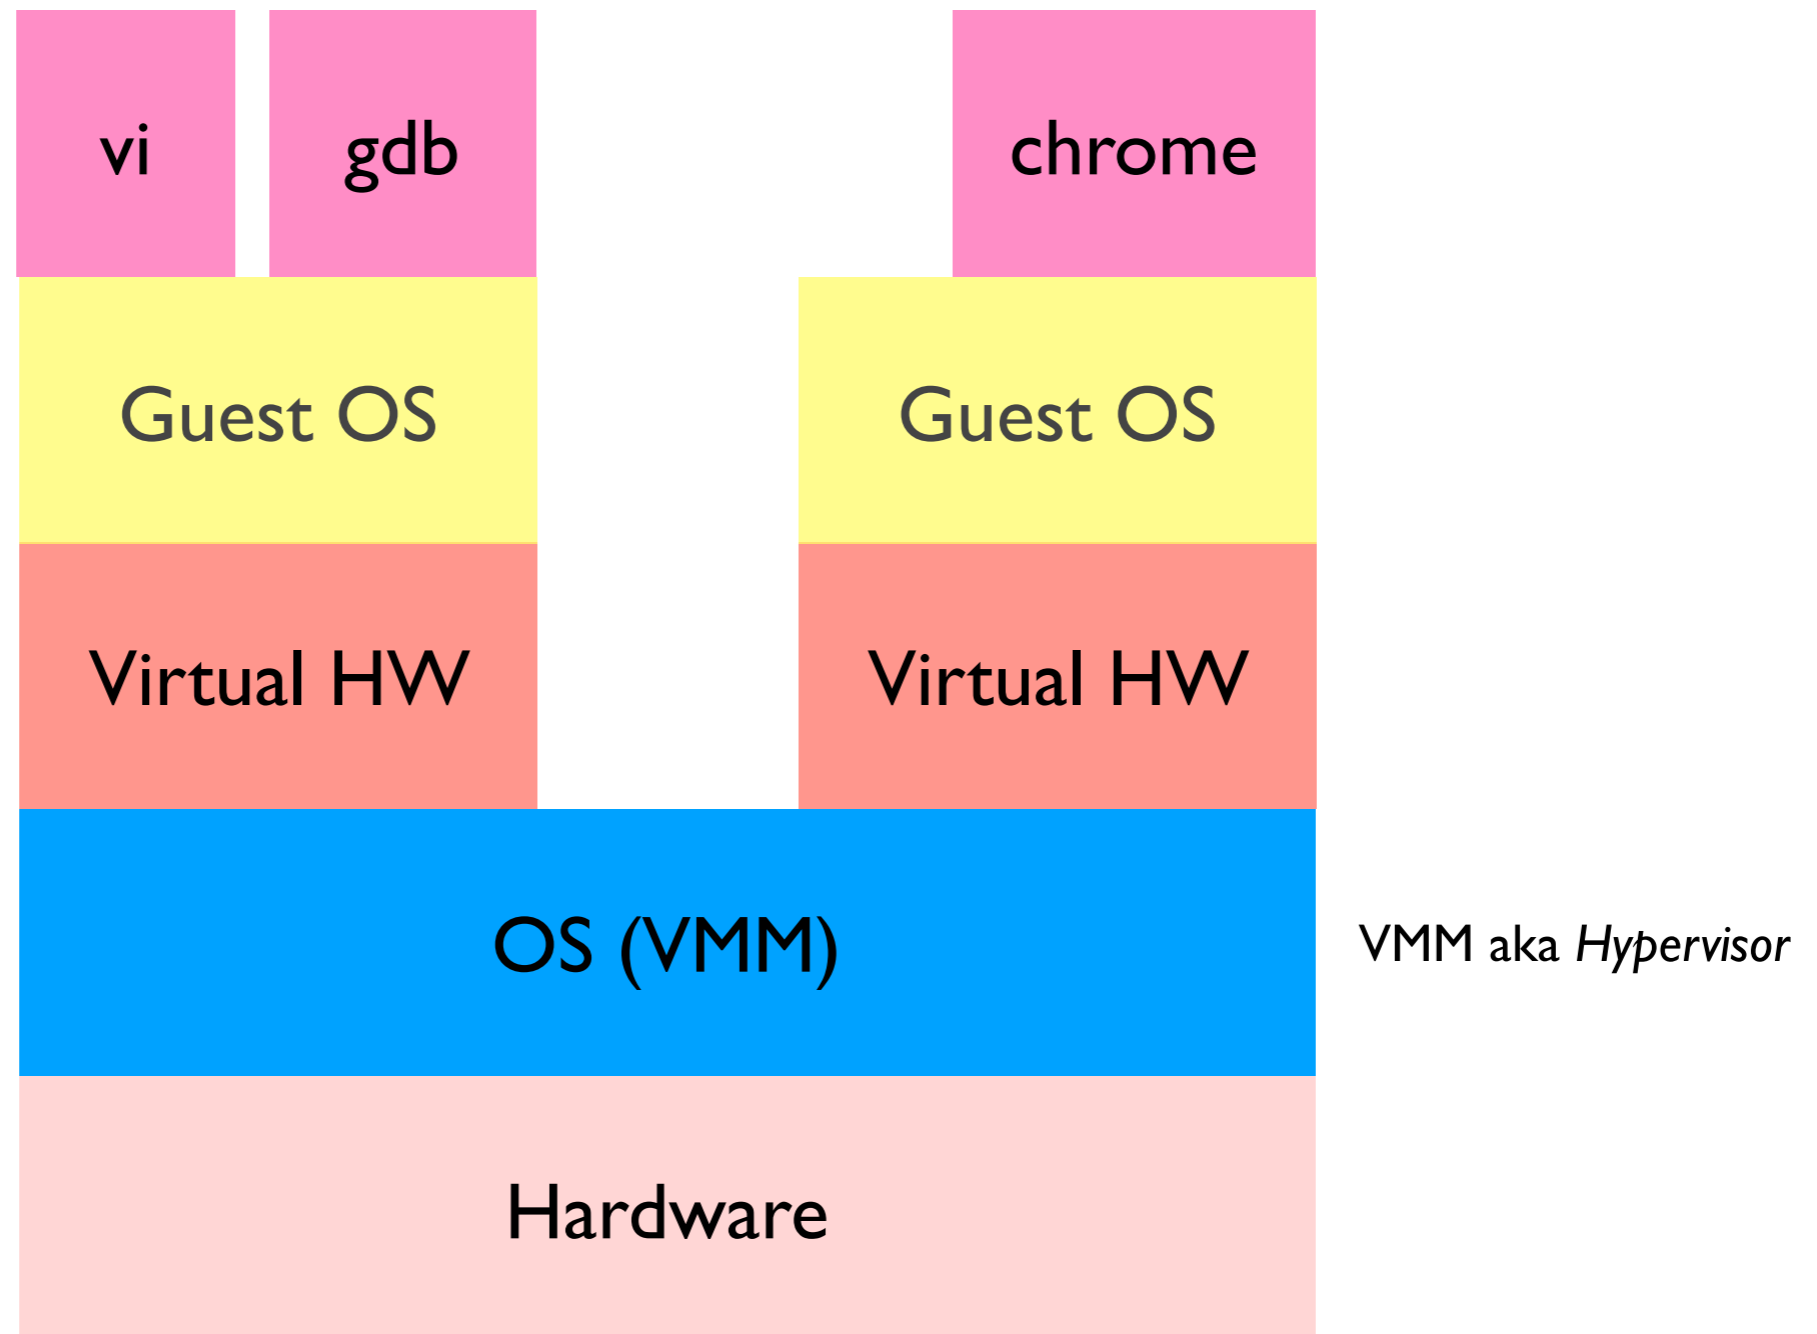 vi
gdb
chrome
Guest OS
Guest OS
Virtual HW
Virtual HW
OS (VMM)
VMM aka Hypervisor
Hardware